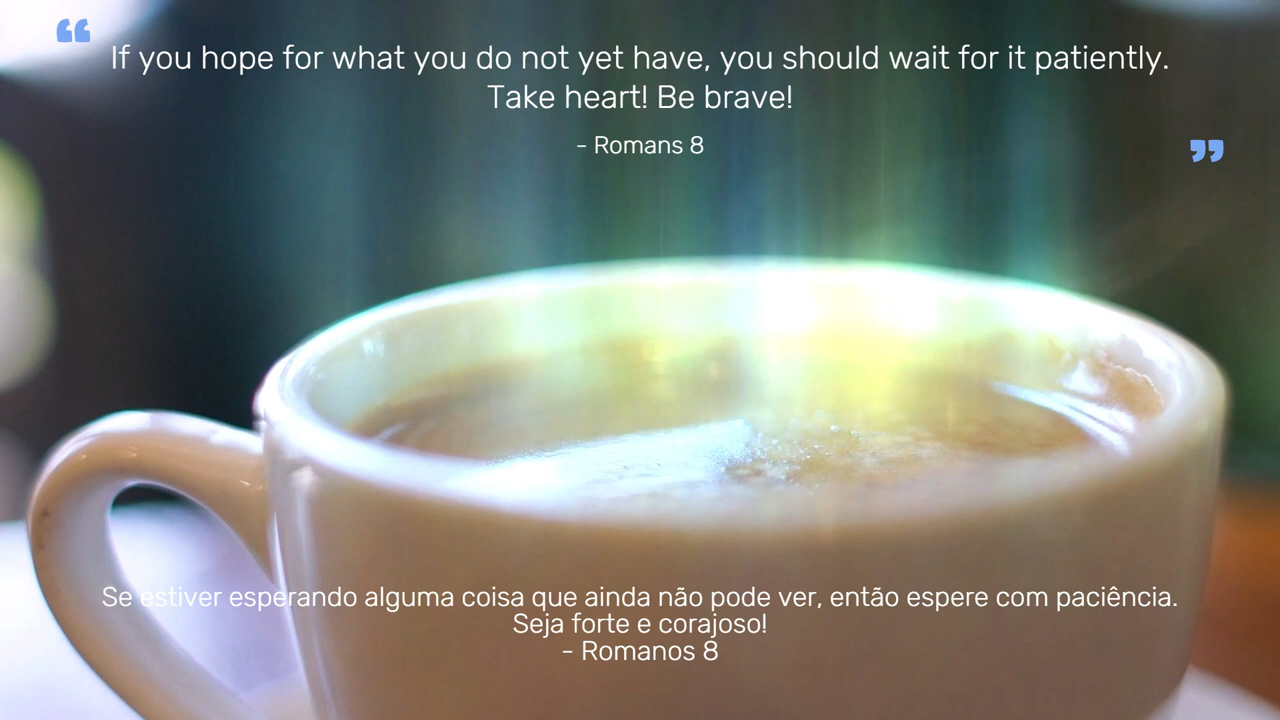 “
If you hope for what you do not yet have, you should wait for it patiently.
Take heart! Be brave!
- Romans 8
”
Se estiver esperando alguma coisa que ainda não pode ver, então espere com paciência.
Seja forte e corajoso!
- Romanos 8